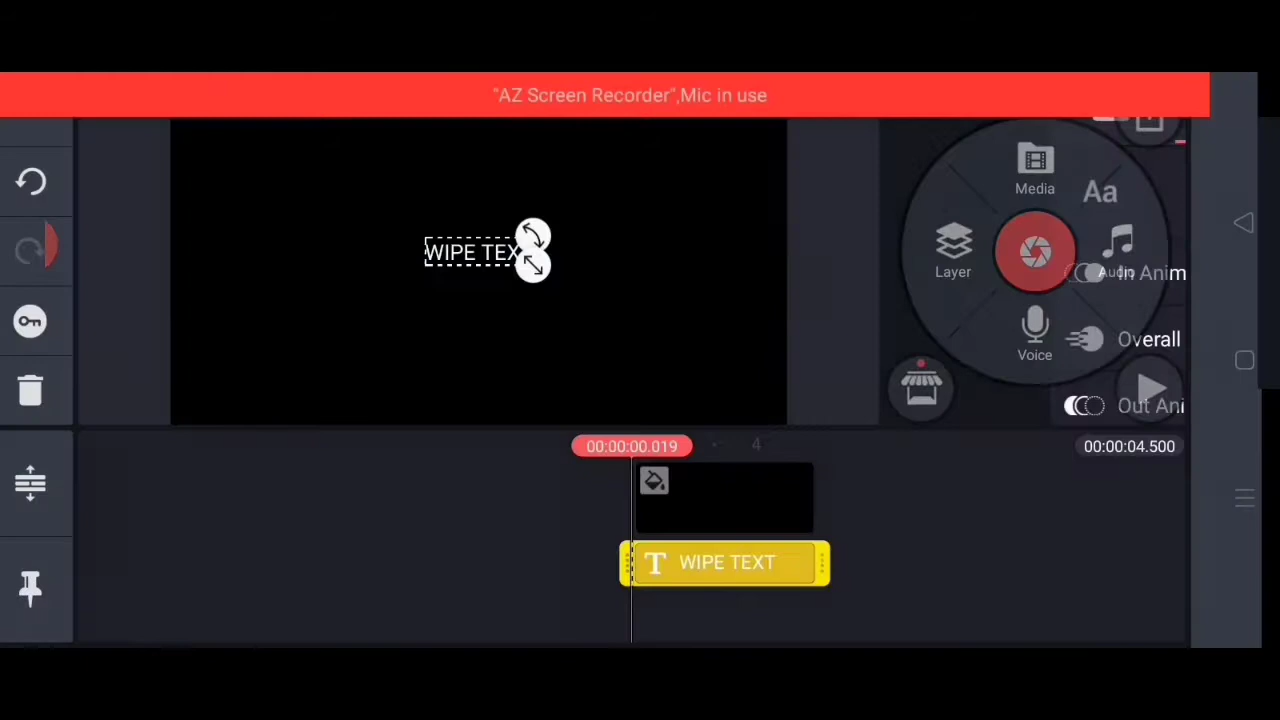 "AZ Screen Recorder",Mic in use
Media
Aa
WIPE TEX
Layer
Audio
In Anim
Overall
Voice
Out Ani
00:00:00.019
4
00:00:04.500
T WIPE TEXT